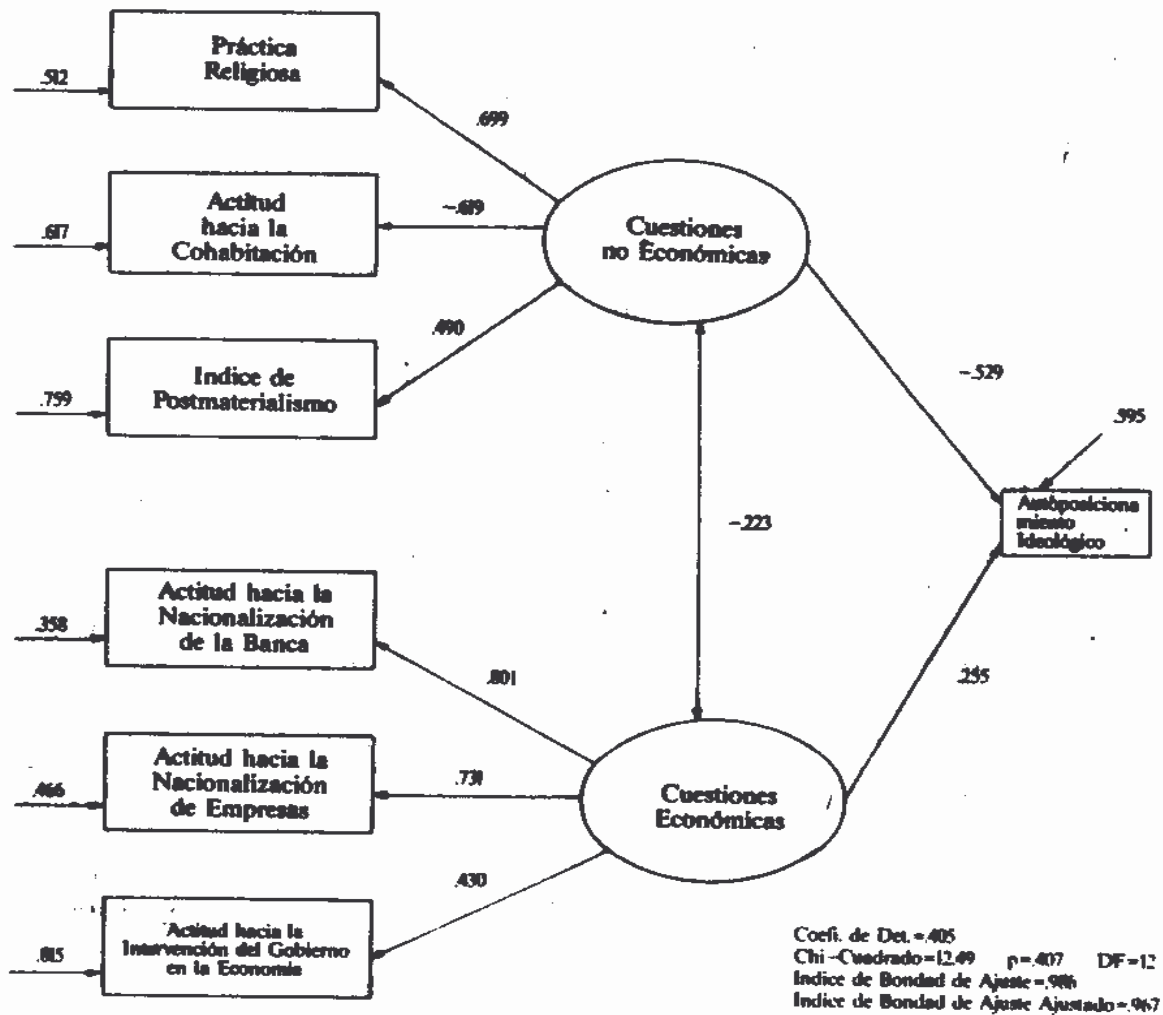 Práctica
Religiosa
.512
.699
Actitud
hacia la
Cohabitación
.617
-.619
Cuestiones
no Económicas
Indice de
Postmaterialismo
.759
.490
-.529
.595
Autoposiciona
miento
Ideológico
-.223
Actitud hacia la
Nacionalización
de la Banca
.358
.801
.255
Actitud hacia la
Nacionalización
de Empresas
.466
.731
Cuestiones
Económicas
.430
Actitud hacia la
Intervención del Gobierno
en la Economía
.815
Coefi. de Det.=.405
Chi-Cuadrado=12.49 p=.407 DF=12
Indice de Bondad de Ajuste=.986
Indice de Bondad de Ajuste Ajustado=.967